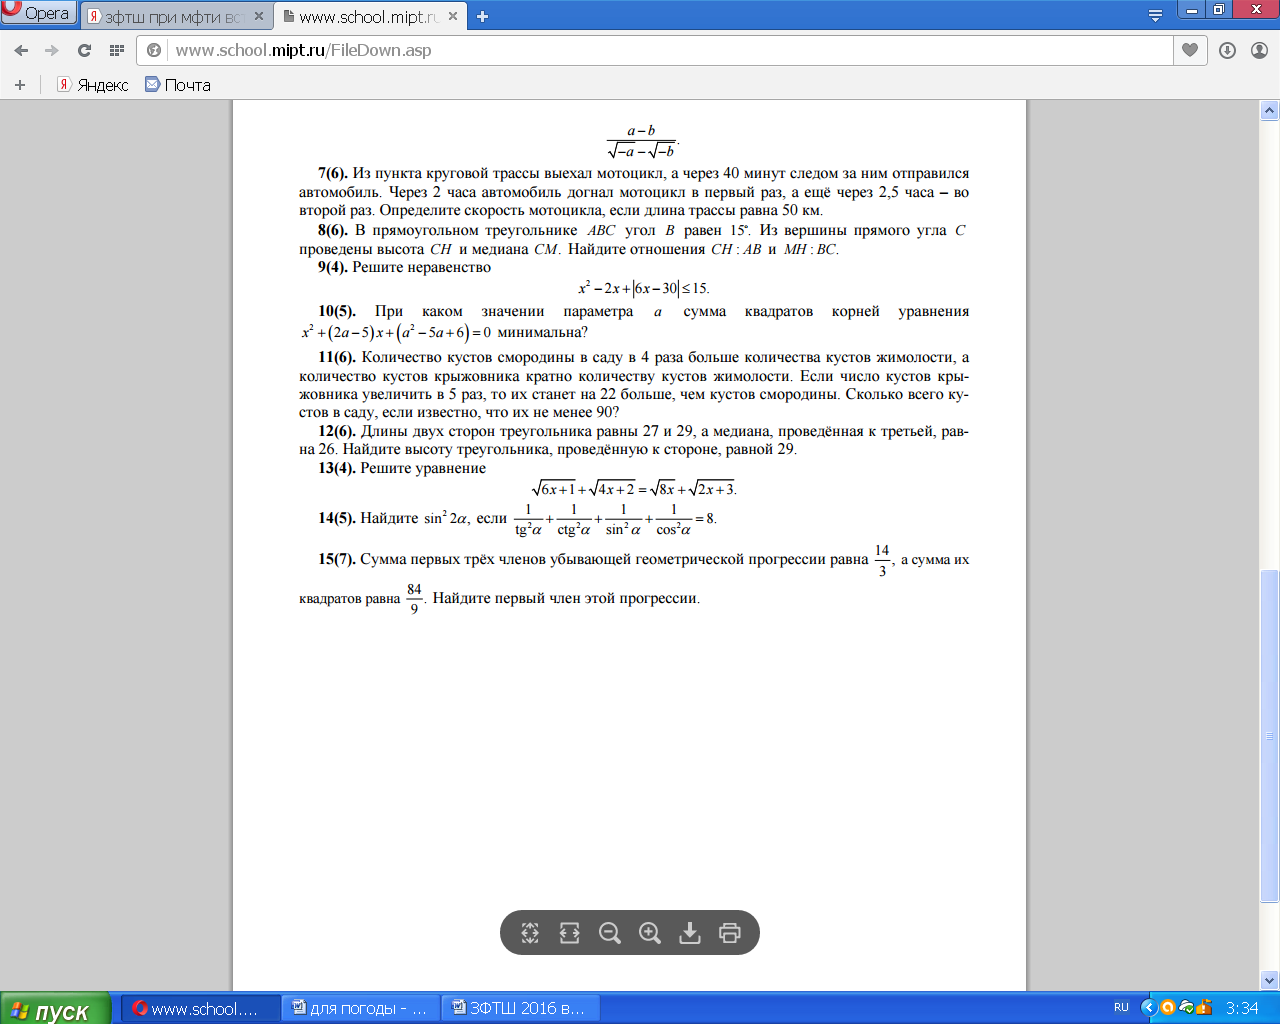 Opera
зфтш при мфти вст
www.school.mipt.ru
www.school.mipt.ru/FileDown.asp
Яндекс
Почта
a − b
√−a − √−b .
7(6). Из пункта круговой трассы выехал мотоцикл, а через 40 минут следом за ним отправился
автомобиль. Через 2 часа автомобиль догнал мотоцикл в первый раз, а ещё через 2,5 часа – во
второй раз. Определите скорость мотоцикла, если длина трассы равна 50 км.
8(6). В прямоугольном треугольнике ABC угол B равен 15°. Из вершины прямого угла C
проведены высота CH и медиана CM. Найдите отношения CH : AB и MH : BC.
9(4). Решите неравенство
x² − 2x + |6x − 30| ≤ 15.
10(5). При каком значении параметра a сумма квадратов корней уравнения
x² + (2a − 5)x + (a² − 5a + 6) = 0 минимальна?
11(6). Количество кустов смородины в саду в 4 раза больше количества кустов жимолости, а
количество кустов крыжовника кратно количеству кустов жимолости. Если число кустов кры-
жовника увеличить в 5 раз, то их станет на 22 больше, чем кустов смородины. Сколько всего ку-
стов в саду, если известно, что их не менее 90?
12(6). Длины двух сторон треугольника равны 27 и 29, а медиана, проведённая к третьей, рав-
на 26. Найдите высоту треугольника, проведённую к стороне, равной 29.
13(4). Решите уравнение
√6x + 1 + √4x + 2 = √8x + √2x + 3.
14(5). Найдите sin² 2α, если 1/tg²α + 1/ctg²α + 1/sin²α + 1/cos²α = 8.
15(7). Сумма первых трёх членов убывающей геометрической прогрессии равна 14/3, а сумма их
квадратов равна 84/9. Найдите первый член этой прогрессии.
пуск
www.school....
для погоды - ...
ЗФТШ 2016 в...
RU
3:34